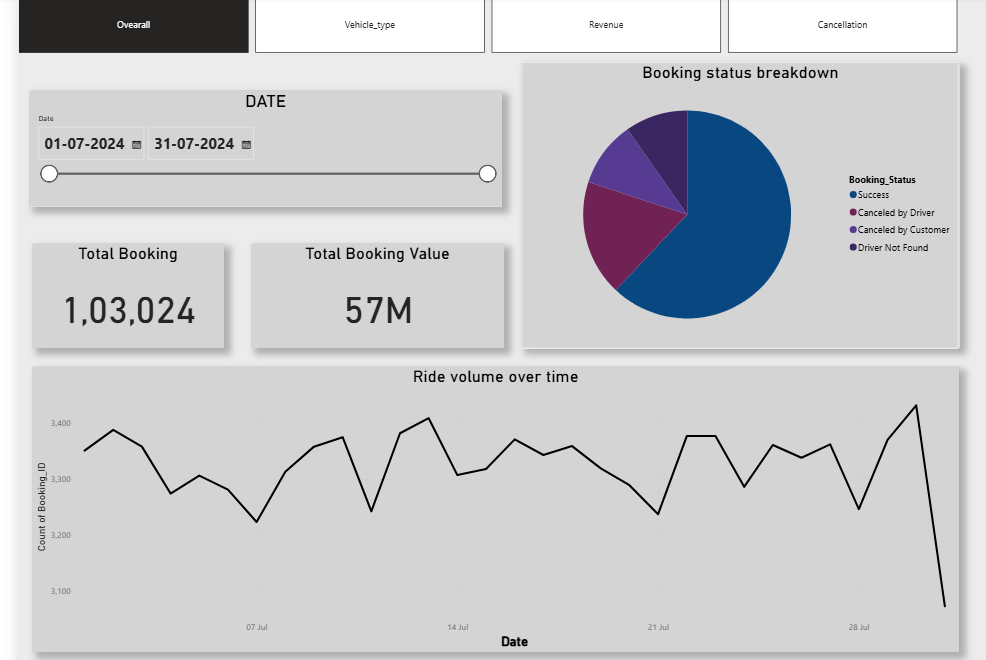 Ovearall
Vehicle_type
Revenue
Cancellation
DATE
Date
01-07-2024
31-07-2024
Booking status breakdown
Booking_Status
Success
Canceled by Driver
Canceled by Customer
Driver Not Found
Total Booking
1,03,024
Total Booking Value
57M
Ride volume over time
Count of Booking_ID
3,400
3,300
3,200
3,100
07 Jul
14 Jul
21 Jul
28 Jul
Date